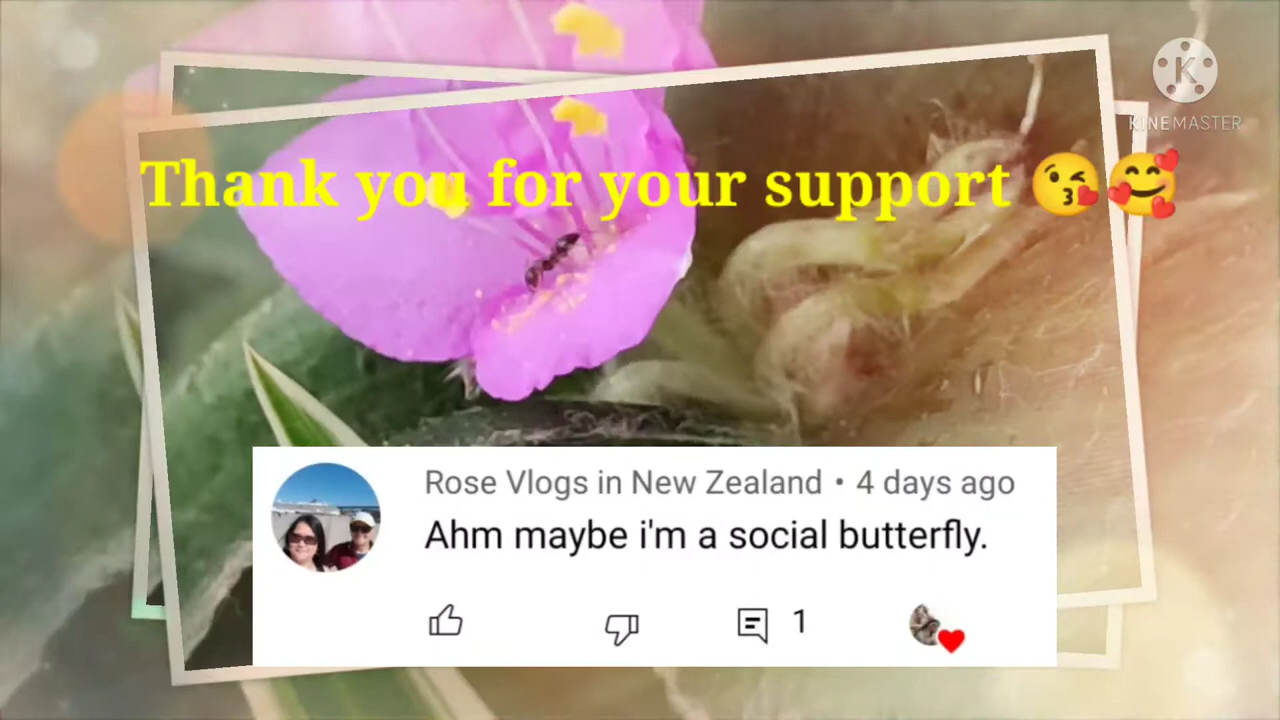 KINEMASTER
Thank you for your support 😘🥰
Rose Vlogs in New Zealand • 4 days ago
Ahm maybe i'm a social butterfly.
1